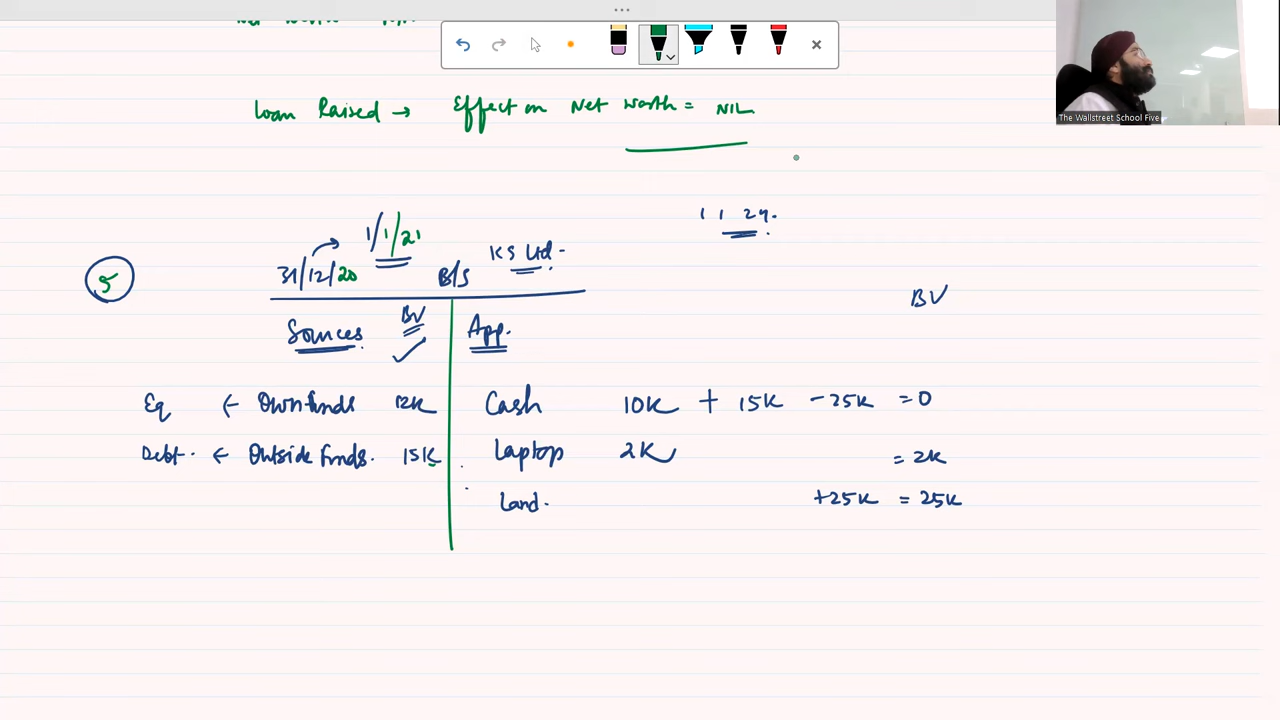 Loan Raised → Effect on Net Worth = NIL
1/1/21
1 1 24.
31/12/20 B/S KS Ltd.
5
BV
Sources BV App.
Eq ← Own funds 12K Cash 10K + 15K - 25K = 0
Debt. ← Outside funds. 15K Laptop 2K = 2K
Land. +25K = 25K
The Wallstreet School Five